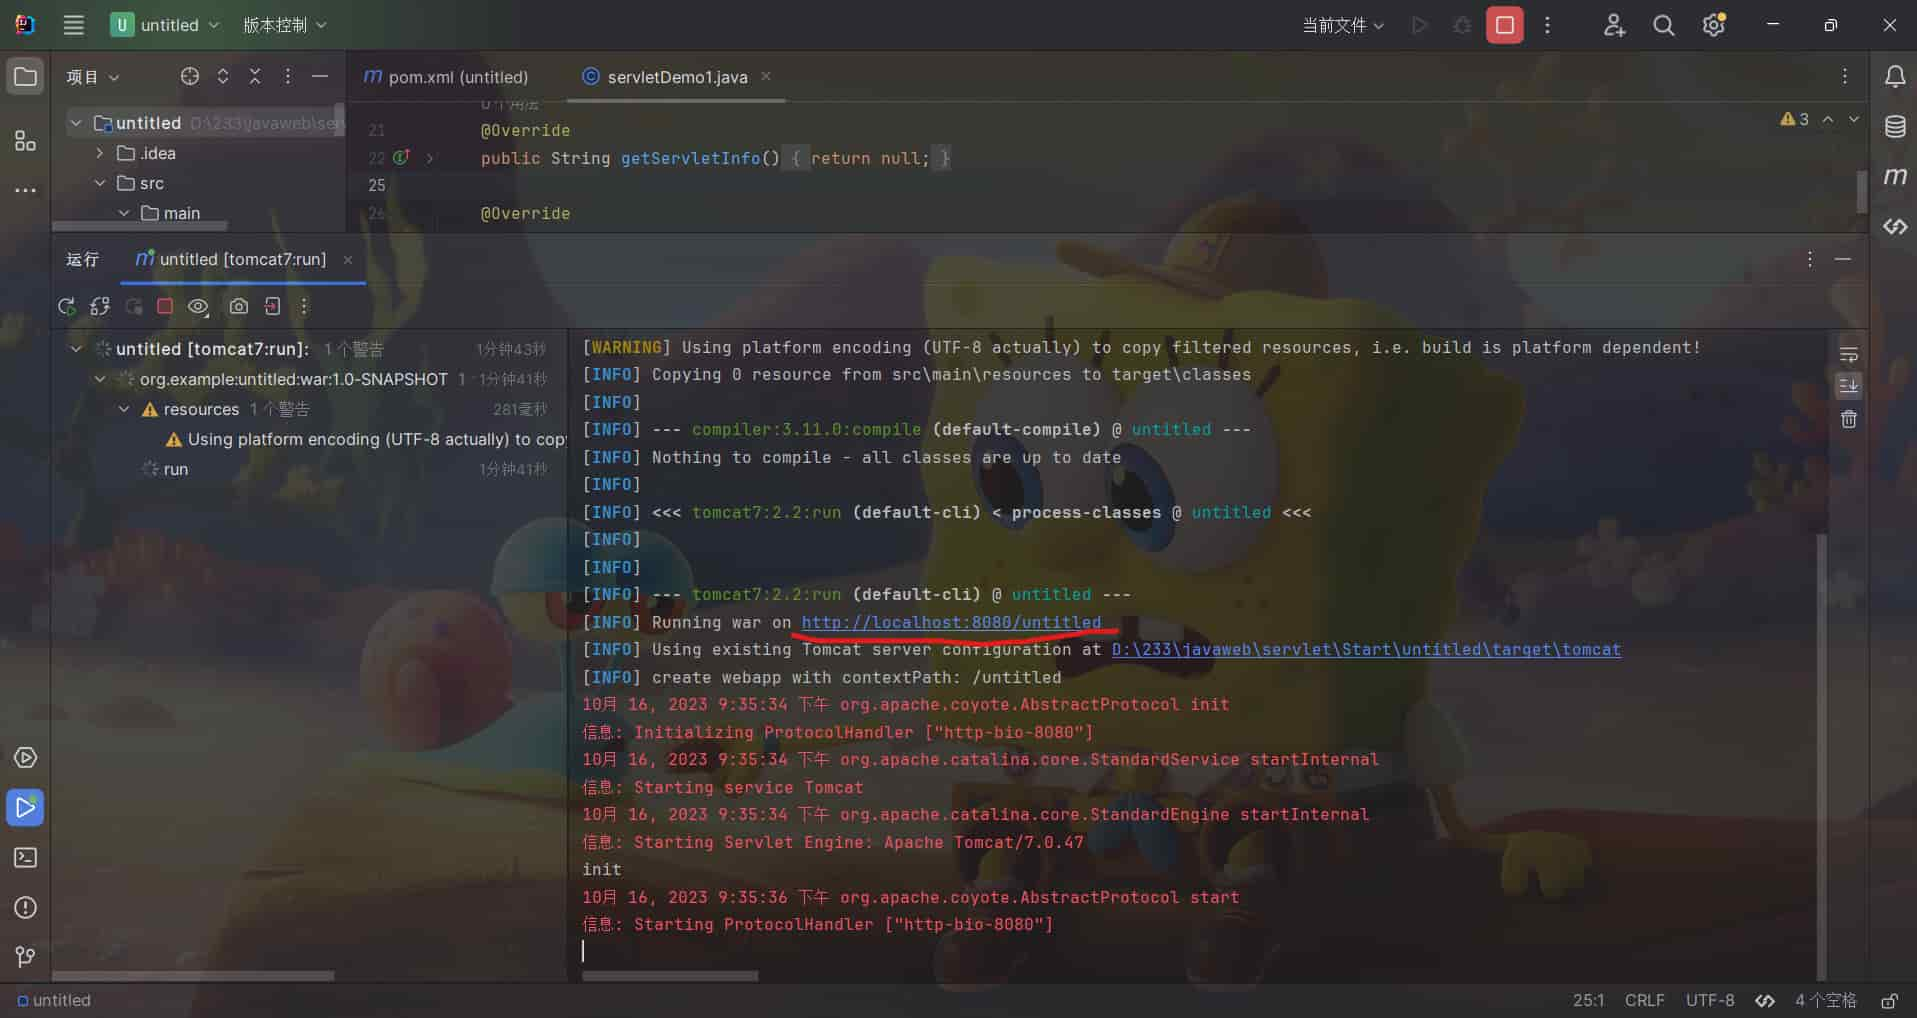 U untitled 版本控制 当前文件
项目 pom.xml (untitled) servletDemo1.java
untitled D:\233\javaweb\ser
.idea
src
main
0个用法
21 @Override
22 public String getServletInfo() { return null; }
25
26 @Override
3
运行 untitled [tomcat7:run]
untitled [tomcat7:run]: 1个警告 1分钟43秒
org.example:untitled:war:1.0-SNAPSHOT 1 1分钟41秒
resources 1个警告 281毫秒
Using platform encoding (UTF-8 actually) to cop
run 1分钟41秒
[WARNING] Using platform encoding (UTF-8 actually) to copy filtered resources, i.e. build is platform dependent!
[INFO] Copying 0 resource from src\main\resources to target\classes
[INFO]
[INFO] --- compiler:3.11.0:compile (default-compile) @ untitled ---
[INFO] Nothing to compile - all classes are up to date
[INFO]
[INFO] <<< tomcat7:2.2:run (default-cli) < process-classes @ untitled <<<
[INFO]
[INFO]
[INFO] --- tomcat7:2.2:run (default-cli) @ untitled ---
[INFO] Running war on http://localhost:8080/untitled
[INFO] Using existing Tomcat server configuration at D:\233\javaweb\servlet\Start\untitled\target\tomcat
[INFO] create webapp with contextPath: /untitled
10月 16, 2023 9:35:34 下午 org.apache.coyote.AbstractProtocol init
信息: Initializing ProtocolHandler ["http-bio-8080"]
10月 16, 2023 9:35:34 下午 org.apache.catalina.core.StandardService startInternal
信息: Starting service Tomcat
10月 16, 2023 9:35:34 下午 org.apache.catalina.core.StandardEngine startInternal
信息: Starting Servlet Engine: Apache Tomcat/7.0.47
init
10月 16, 2023 9:35:36 下午 org.apache.coyote.AbstractProtocol start
信息: Starting ProtocolHandler ["http-bio-8080"]
untitled 25:1 CRLF UTF-8 4个空格